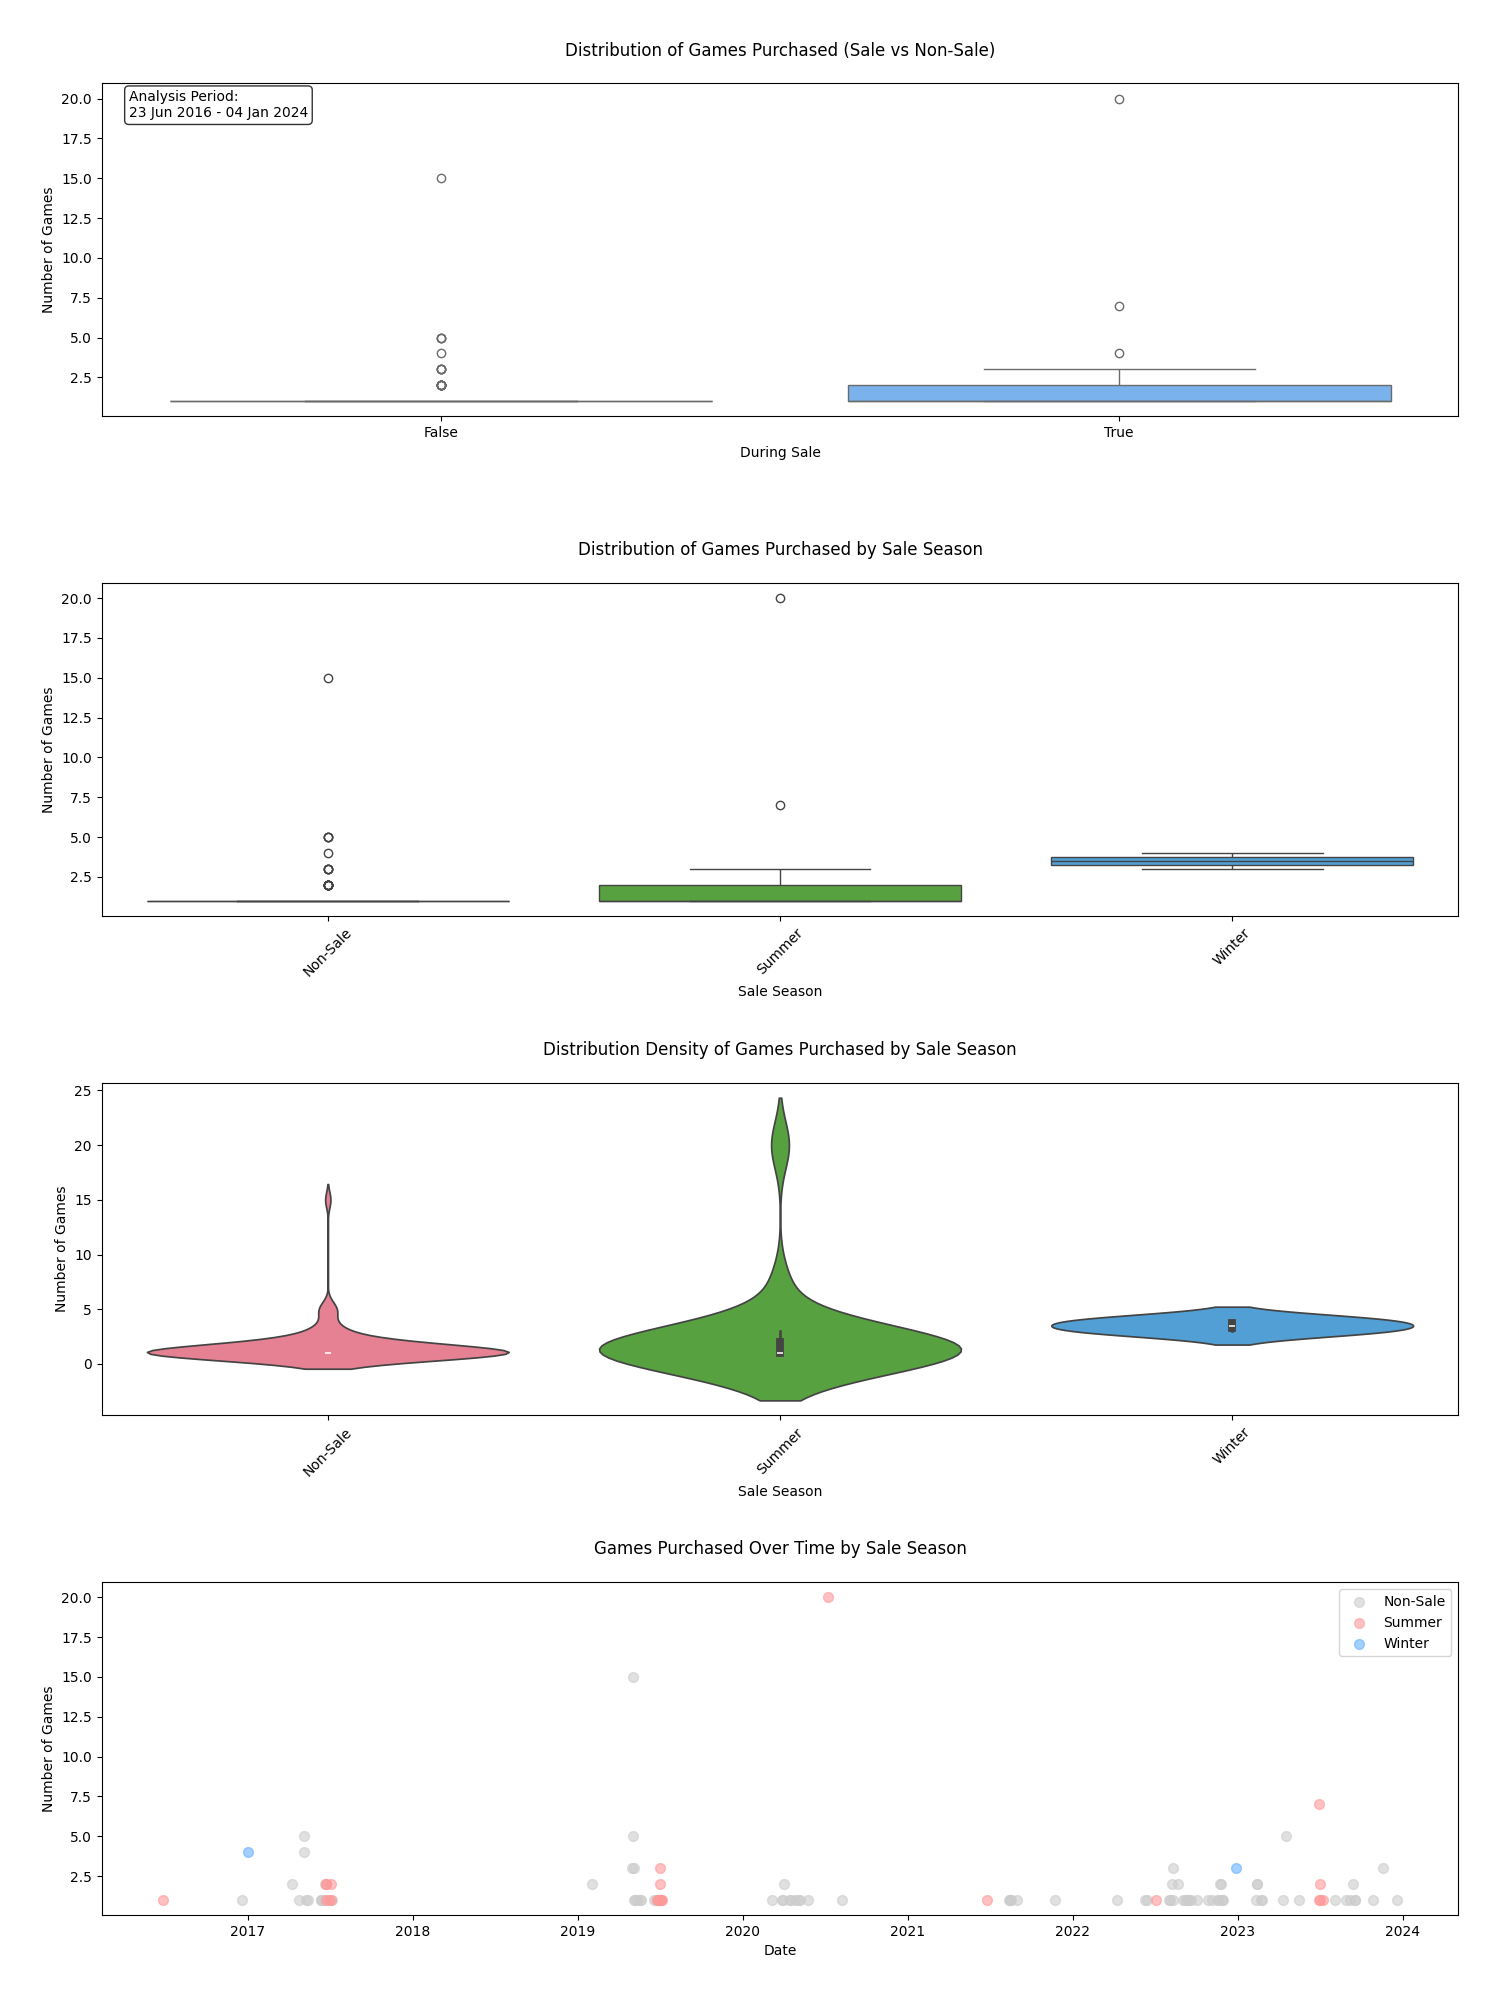 Distribution of Games Purchased (Sale vs Non-Sale)
Analysis Period:
23 Jun 2016 - 04 Jan 2024
20.0
17.5
15.0
12.5
10.0
7.5
5.0
2.5
Number of Games
False
True
During Sale
Distribution of Games Purchased by Sale Season
20.0
17.5
15.0
12.5
10.0
7.5
5.0
2.5
Number of Games
Non-Sale
Summer
Winter
Sale Season
Distribution Density of Games Purchased by Sale Season
25
20
15
10
5
0
Number of Games
Non-Sale
Summer
Winter
Sale Season
Games Purchased Over Time by Sale Season
20.0
17.5
15.0
12.5
10.0
7.5
5.0
2.5
Number of Games
Non-Sale
Summer
Winter
2017
2018
2019
2020
2021
2022
2023
2024
Date